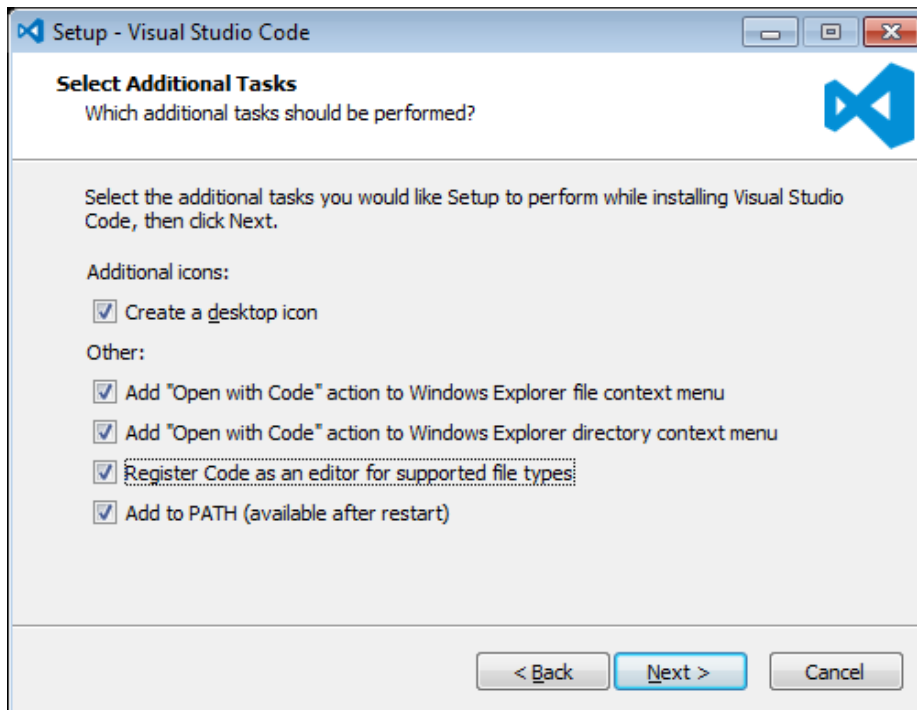 Setup - Visual Studio Code
Select Additional Tasks
Which additional tasks should be performed?
Select the additional tasks you would like Setup to perform while installing Visual Studio
Code, then click Next.
Additional icons:
Create a desktop icon
Other:
Add "Open with Code" action to Windows Explorer file context menu
Add "Open with Code" action to Windows Explorer directory context menu
Register Code as an editor for supported file types
Add to PATH (available after restart)
< Back Next > Cancel